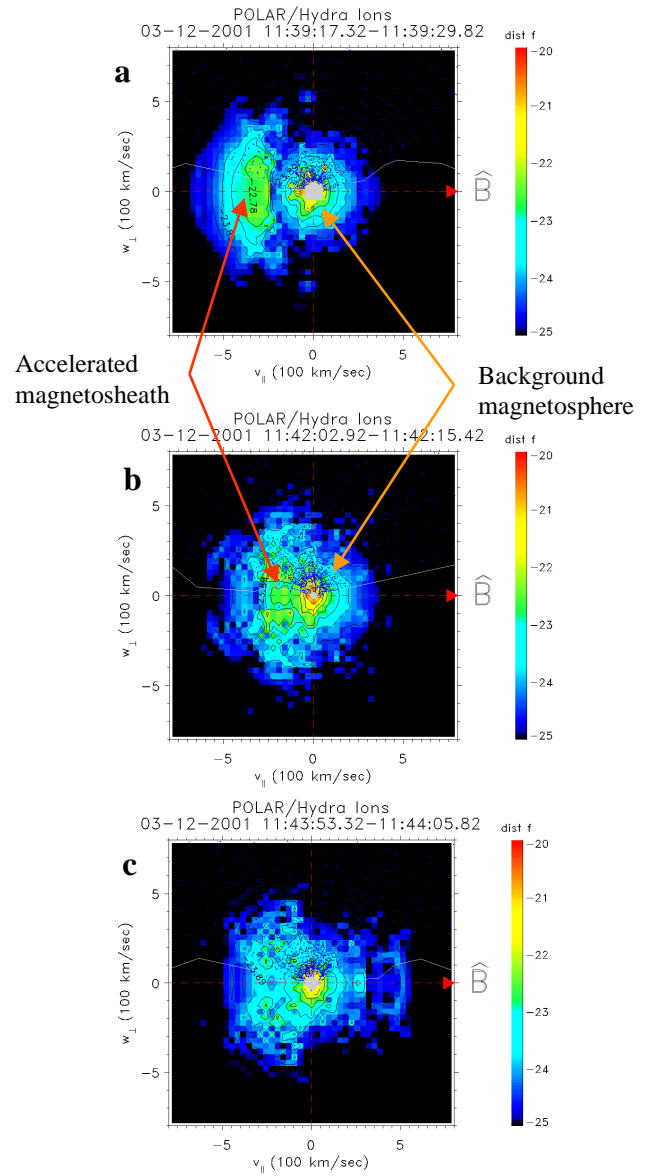 POLAR/Hydra Ions
03-12-2001 11:39:17.32-11:39:29.82
dist f
a
5
0
-5
w⊥ (100 km/sec)
-22.78
B̂
-20
-21
-22
-23
-24
-25
-5 0 5
v∥ (100 km/sec)
Accelerated
magnetosheath
Background
magnetosphere
POLAR/Hydra Ions
03-12-2001 11:42:02.92-11:42:15.42
dist f
b
5
0
-5
w⊥ (100 km/sec)
B̂
-20
-21
-22
-23
-24
-25
-5 0 5
v∥ (100 km/sec)
POLAR/Hydra Ions
03-12-2001 11:43:53.32-11:44:05.82
dist f
c
5
0
-5
w⊥ (100 km/sec)
B̂
-20
-21
-22
-23
-24
-25
-5 0 5
v∥ (100 km/sec)